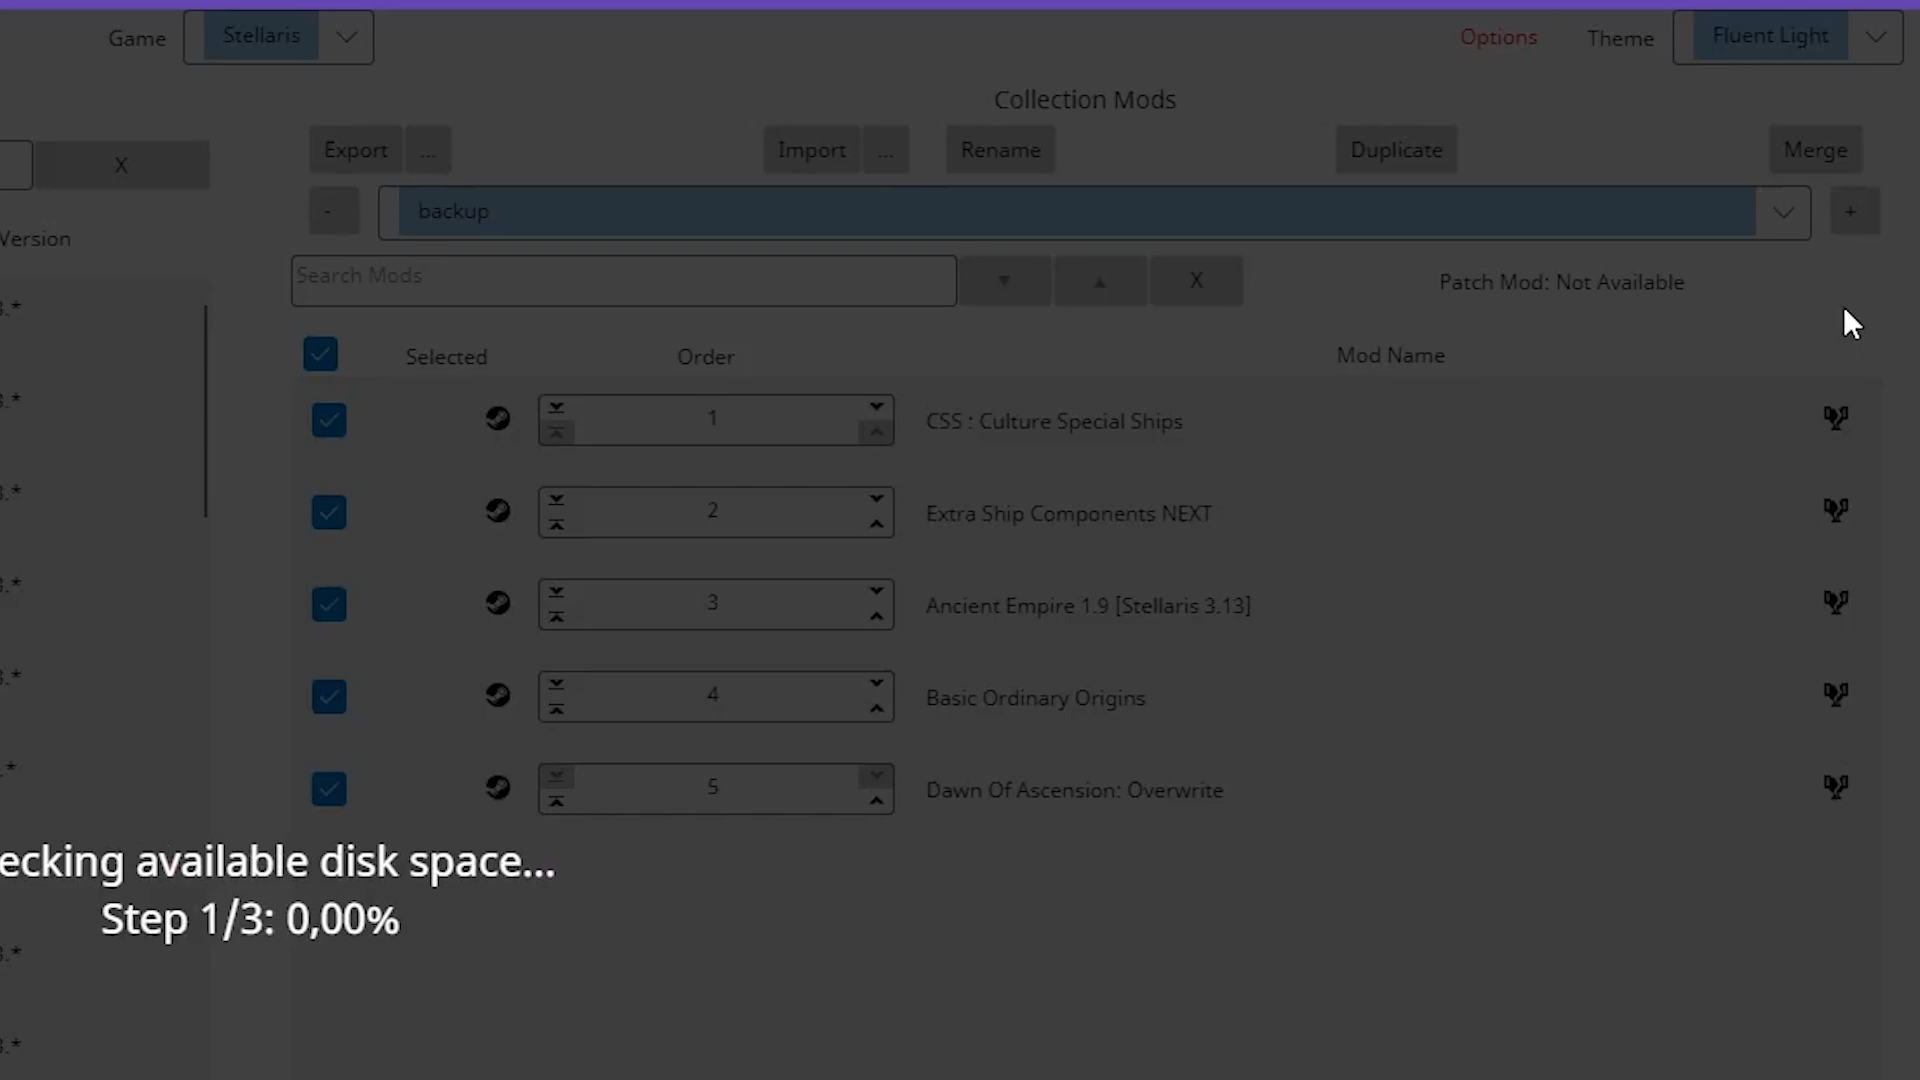 Game Stellaris Options Theme Fluent Light
Collection Mods
Export ... Import ... Rename Duplicate Merge
X
- backup +
Version
Search Mods ▼ ▲ X Patch Mod: Not Available
Selected Order Mod Name
1 CSS : Culture Special Ships
2 Extra Ship Components NEXT
3 Ancient Empire 1.9 [Stellaris 3.13]
4 Basic Ordinary Origins
5 Dawn Of Ascension: Overwrite
ecking available disk space...
Step 1/3: 0,00%